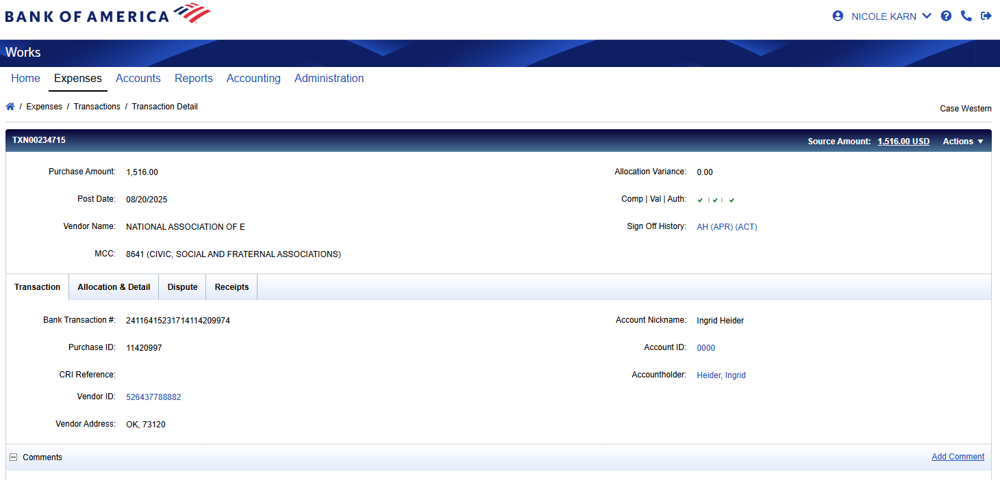 BANK OF AMERICA
NICOLE KARN
Works
Home Expenses Accounts Reports Accounting Administration
/ Expenses / Transactions / Transaction Detail
Case Western
TXN00234715 Source Amount: 1,516.00 USD Actions
Purchase Amount: 1,516.00 Allocation Variance: 0.00
Post Date: 08/20/2025 Comp | Val | Auth: ✓ | ✓ | ✓
Vendor Name: NATIONAL ASSOCIATION OF E Sign Off History: AH (APR) (ACT)
MCC: 8641 (CIVIC, SOCIAL AND FRATERNAL ASSOCIATIONS)
Transaction Allocation & Detail Dispute Receipts
Bank Transaction #: 24116415231714114209974 Account Nickname: Ingrid Heider
Purchase ID: 11420997 Account ID: 0000
CRI Reference: Accountholder: Heider, Ingrid
Vendor ID: 526437788882
Vendor Address: OK, 73120
Comments Add Comment